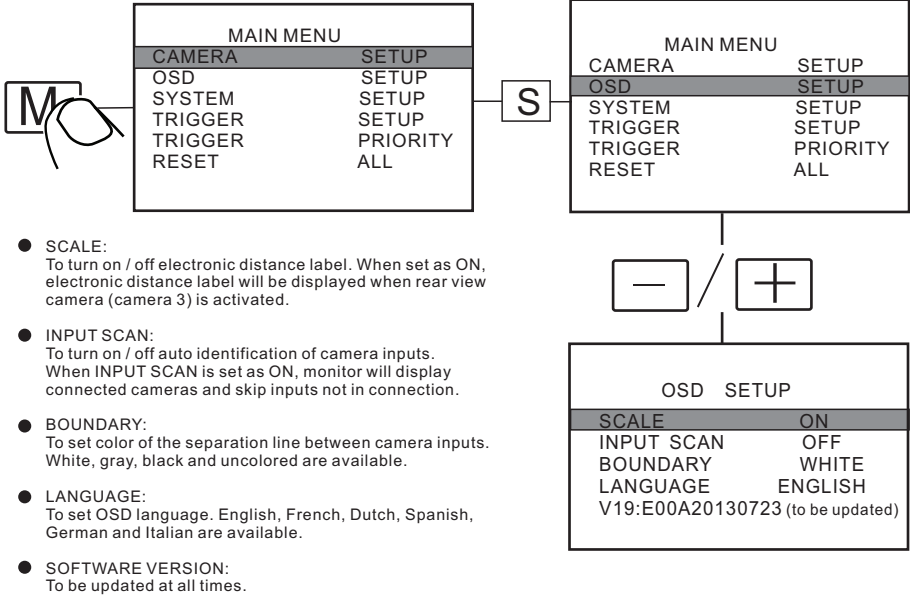 M
MAIN MENU
CAMERA SETUP
OSD SETUP
SYSTEM SETUP
TRIGGER SETUP
TRIGGER PRIORITY
RESET ALL
S
MAIN MENU
CAMERA SETUP
OSD SETUP
SYSTEM SETUP
TRIGGER SETUP
TRIGGER PRIORITY
RESET ALL
− / +
OSD SETUP
SCALE ON
INPUT SCAN OFF
BOUNDARY WHITE
LANGUAGE ENGLISH
V19:E00A20130723 (to be updated)
● SCALE:
To turn on / off electronic distance label. When set as ON,
electronic distance label will be displayed when rear view
camera (camera 3) is activated.
● INPUT SCAN:
To turn on / off auto identification of camera inputs.
When INPUT SCAN is set as ON, monitor will display
connected cameras and skip inputs not in connection.
● BOUNDARY:
To set color of the separation line between camera inputs.
White, gray, black and uncolored are available.
● LANGUAGE:
To set OSD language. English, French, Dutch, Spanish,
German and Italian are available.
● SOFTWARE VERSION:
To be updated at all times.